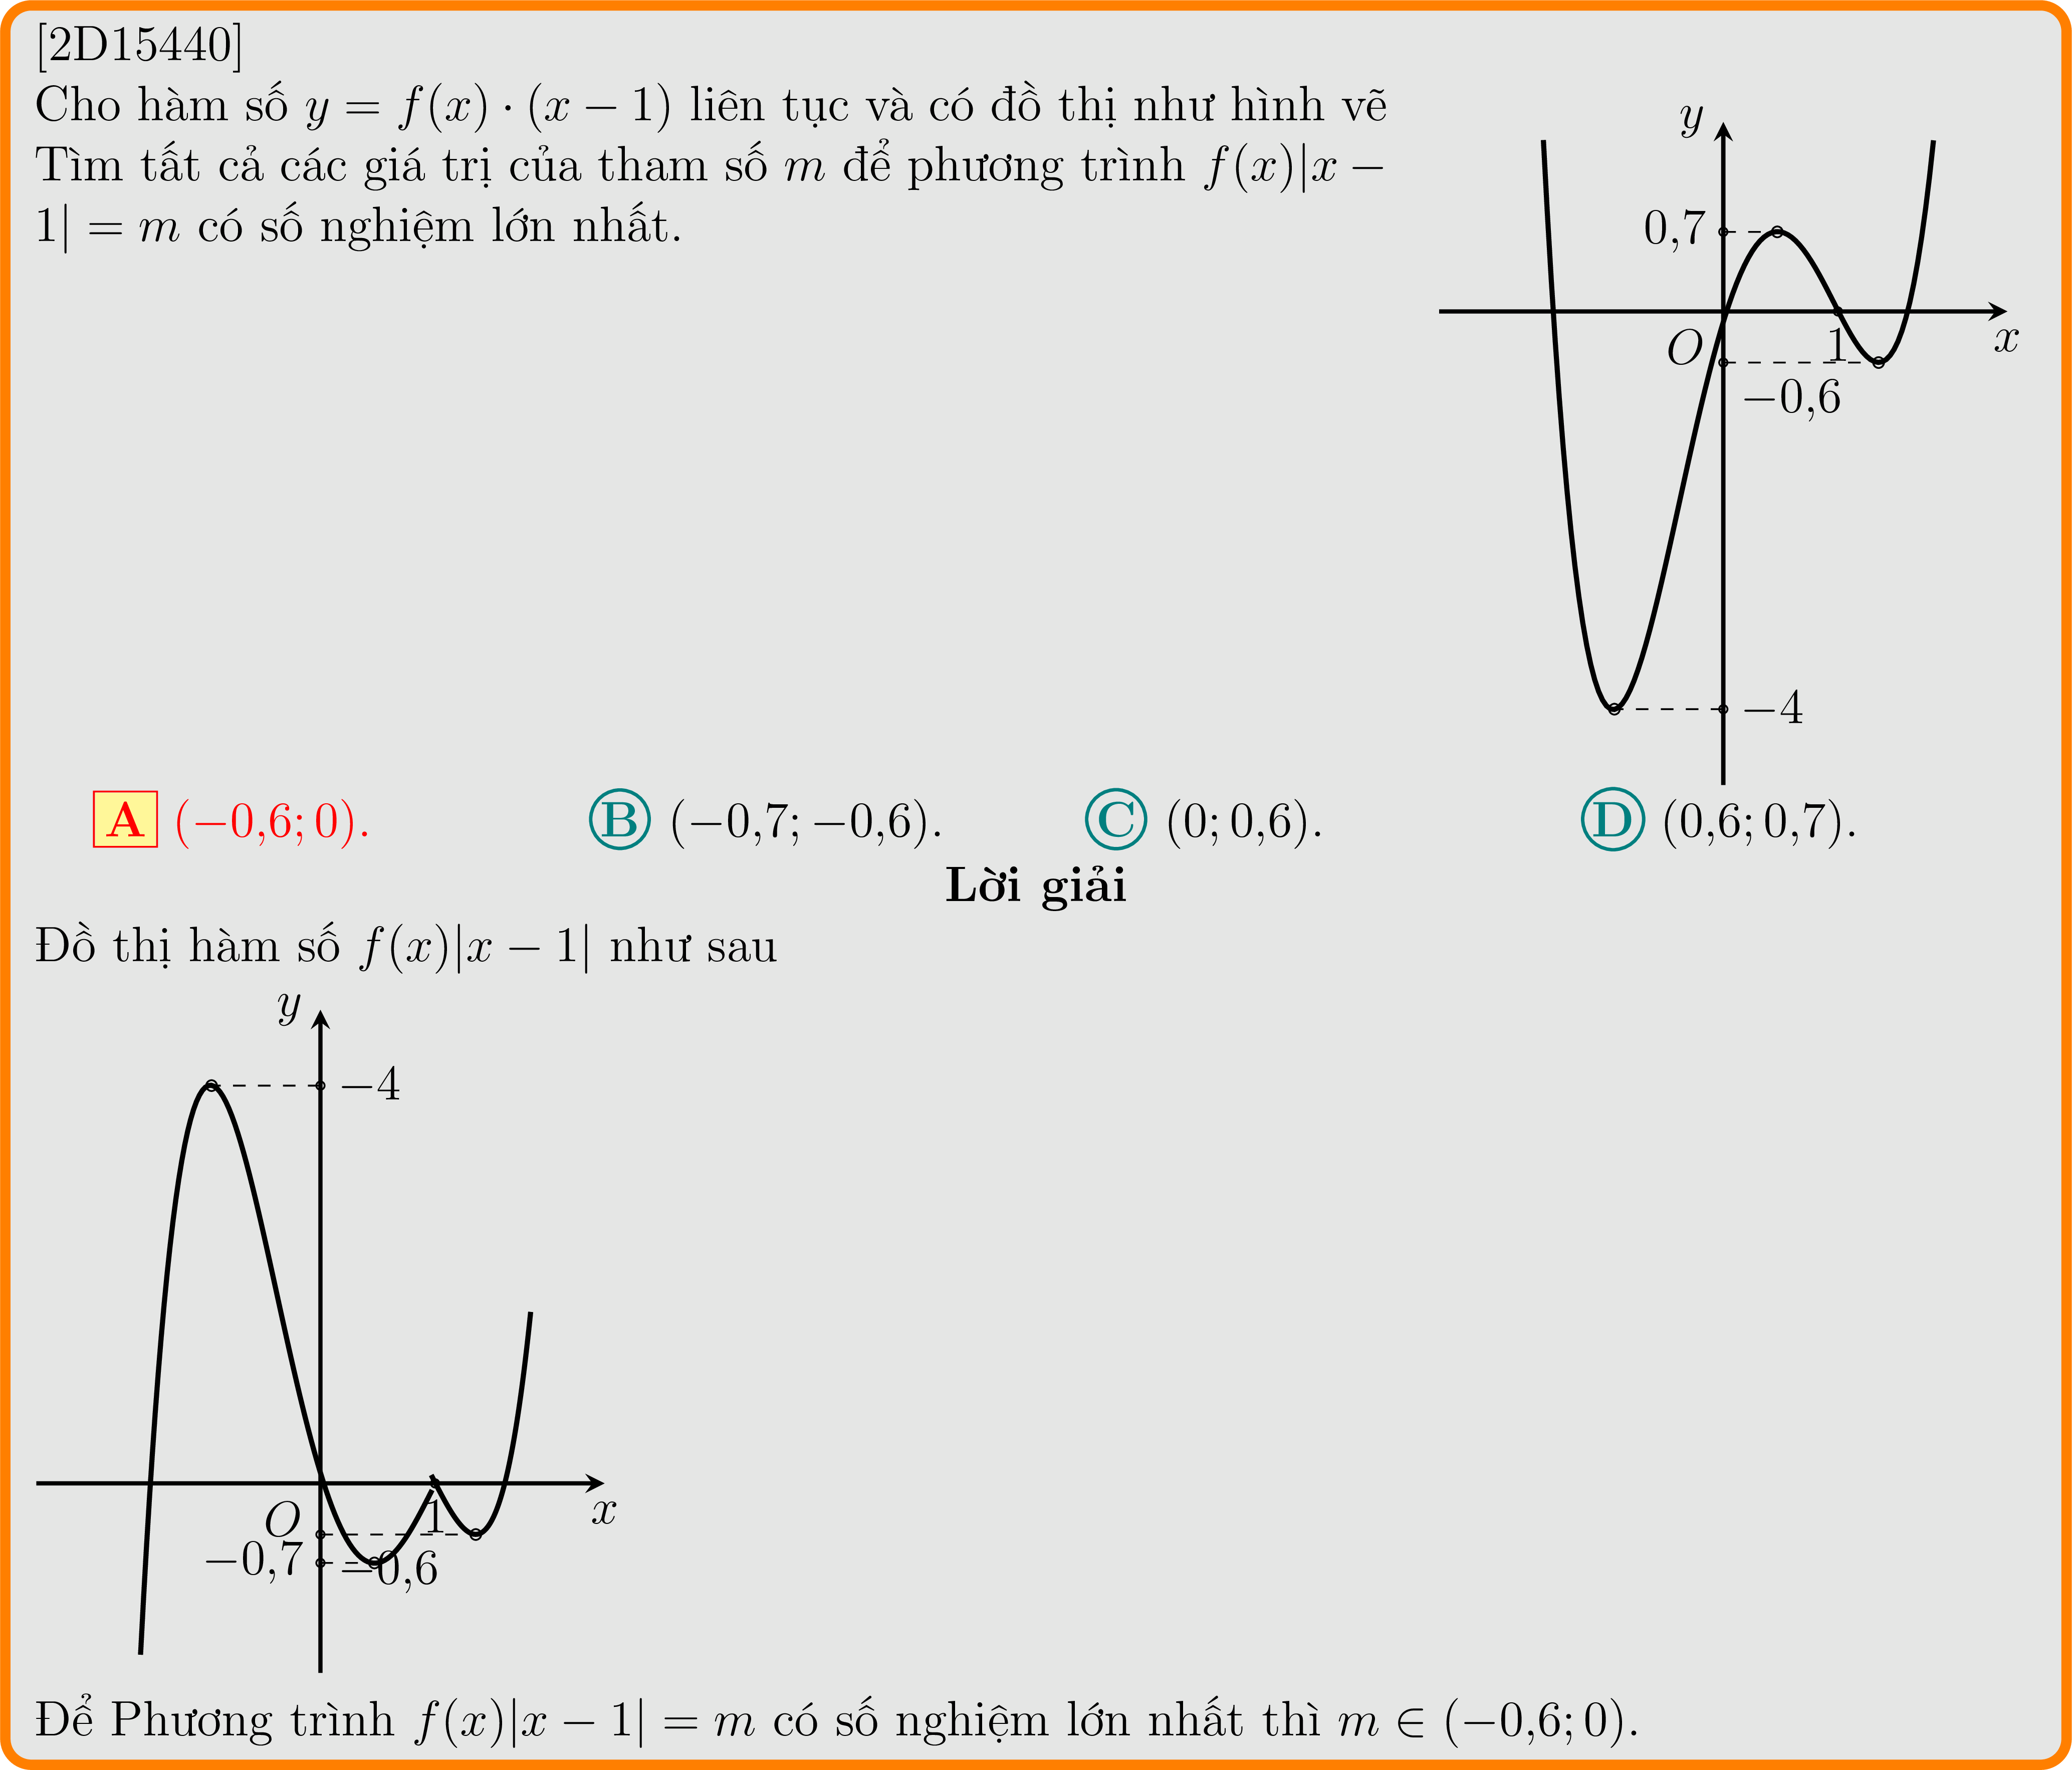 [2D15440]
Cho hàm số y = f(x) · (x − 1) liên tục và có đồ thị như hình vẽ
Tìm tất cả các giá trị của tham số m để phương trình f(x)|x −
1| = m có số nghiệm lớn nhất.
y
0,7
O
1
x
−0,6
−4
A (−0,6; 0).
B (−0,7; −0,6).
C (0; 0,6).
D (0,6; 0,7).
Lời giải
Đồ thị hàm số f(x)|x − 1| như sau
y
−4
O
1
x
−0,7
−0,6
Để Phương trình f(x)|x − 1| = m có số nghiệm lớn nhất thì m ∈ (−0,6; 0).